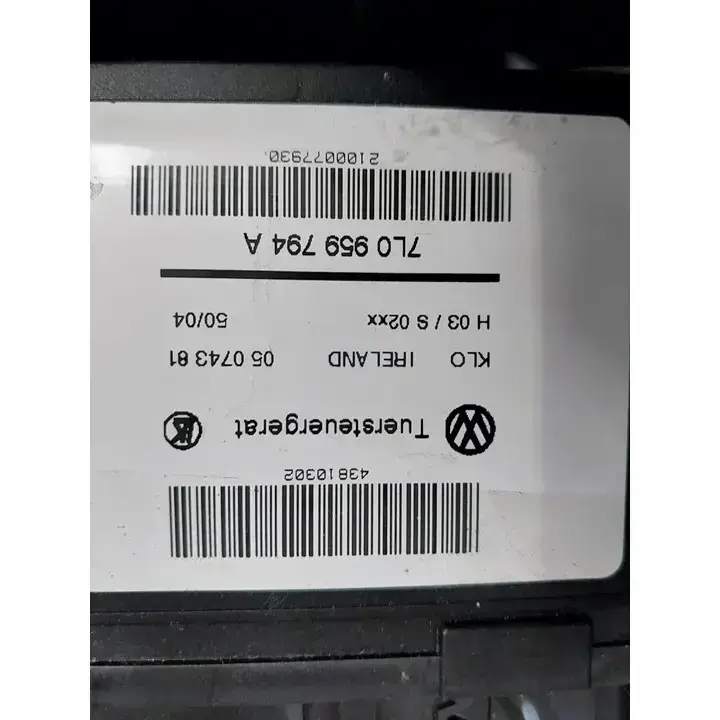 43810302
Tuersteuergerat
KLO IRELAND 05 0743 81
H 03 / S 02xx 50/04
7L0 959 794 A
2100077930